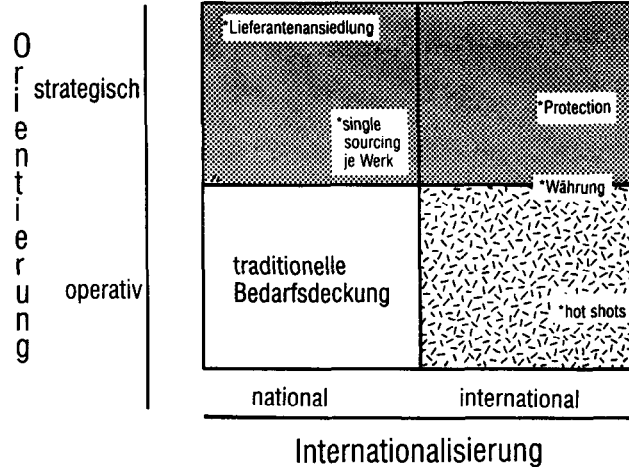 Orientierung
*Lieferantenansiedlung
strategisch
*Protection
*single
sourcing
je Werk
*Währung
traditionelle
Bedarfsdeckung
operativ
*hot shots
national
international
Internationalisierung